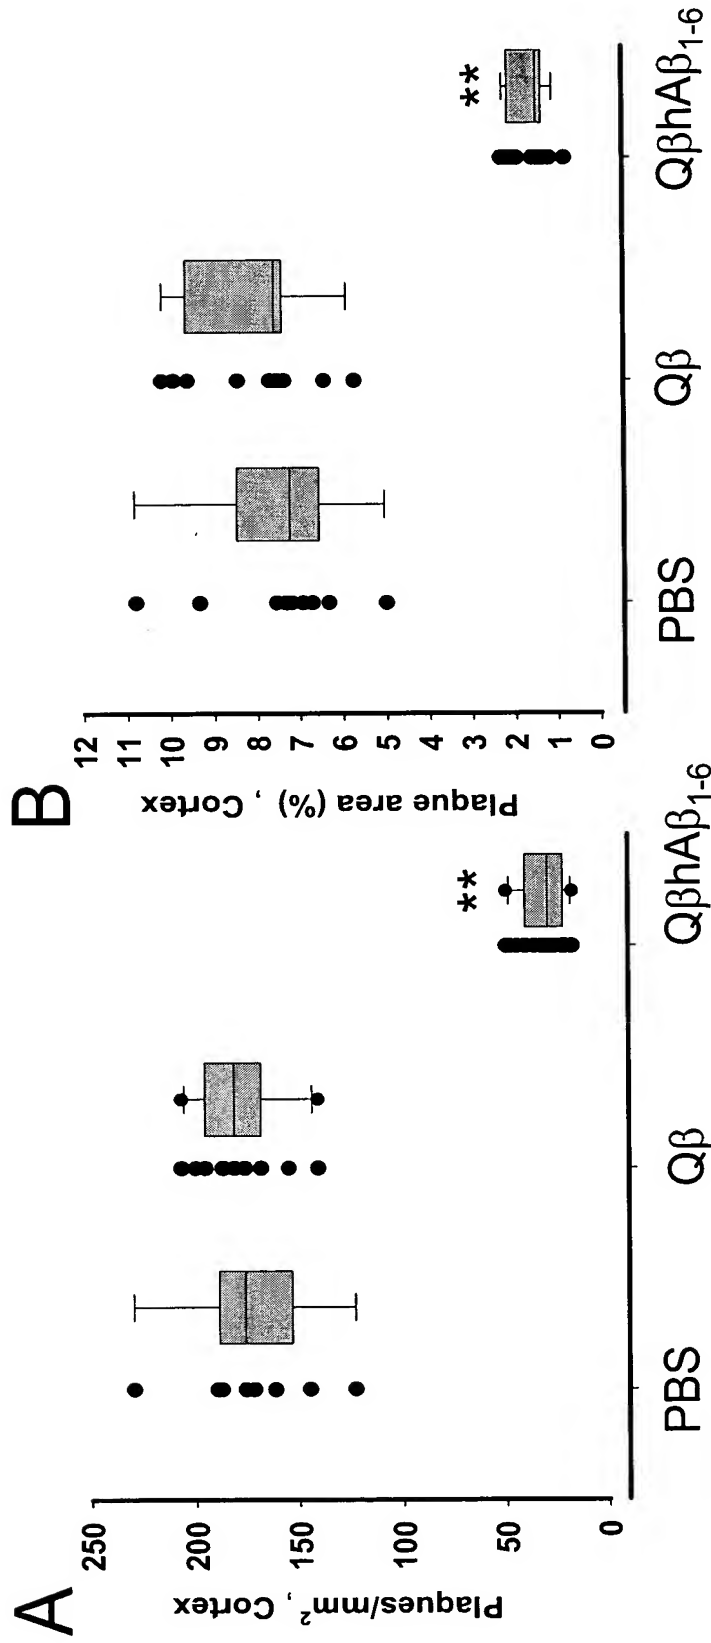 A
Plaques/mm², Cortex
250
200
150
100
50
0
**
PBS
Qβ
QβhAβ1-6
B
Plaque area (%) , Cortex
12
11
10
9
8
7
6
5
4
3
2
1
0
**
PBS
Qβ
QβhAβ1-6